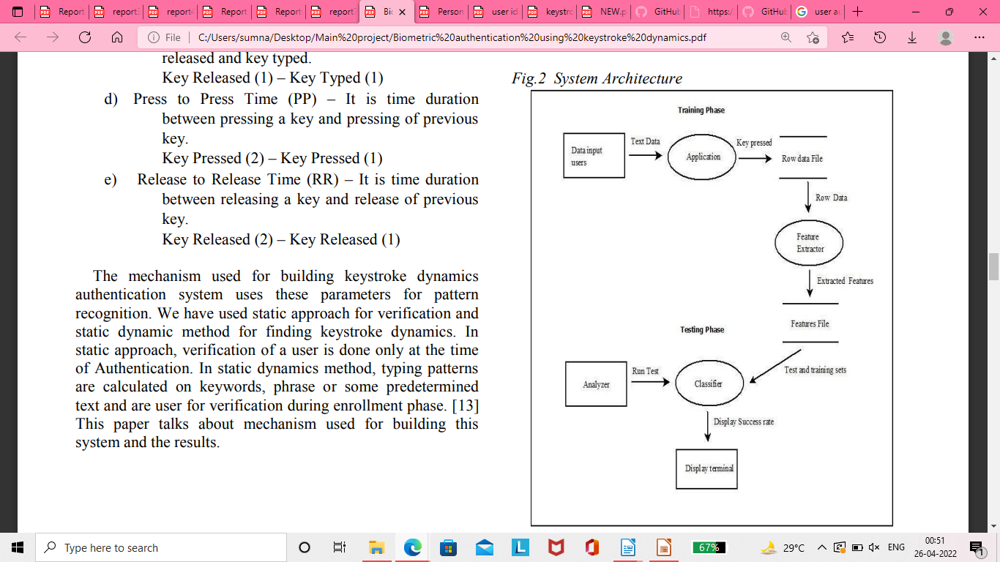 Report
report3
report4
Report
Report
report7
Bio
Person
user id
keystro
NEW.p
GitHub
https:/
GitHub
user au
File
C:/Users/sumna/Desktop/Main%20project/Biometric%20authentication%20using%20keystroke%20dynamics.pdf
released and key typed.
Key Released (1) – Key Typed (1)
d) Press to Press Time (PP) – It is time duration
between pressing a key and pressing of previous
key.
Key Pressed (2) – Key Pressed (1)
e) Release to Release Time (RR) – It is time duration
between releasing a key and release of previous
key.
Key Released (2) – Key Released (1)
The mechanism used for building keystroke dynamics
authentication system uses these parameters for pattern
recognition. We have used static approach for verification and
static dynamic method for finding keystroke dynamics. In
static approach, verification of a user is done only at the time
of Authentication. In static dynamics method, typing patterns
are calculated on keywords, phrase or some predetermined
text and are user for verification during enrollment phase. [13]
This paper talks about mechanism used for building this
system and the results.
Fig.2 System Architecture
Training Phase
Data input
users
Text Data
Application
Key pressed
Row data File
Row Data
Feature
Extractor
Extracted Features
Features File
Testing Phase
Test and training sets
Analyzer
Run Test
Classifier
Display Success rate
Display terminal
Type here to search
67%
29°C
ENG
00:51
26-04-2022
1